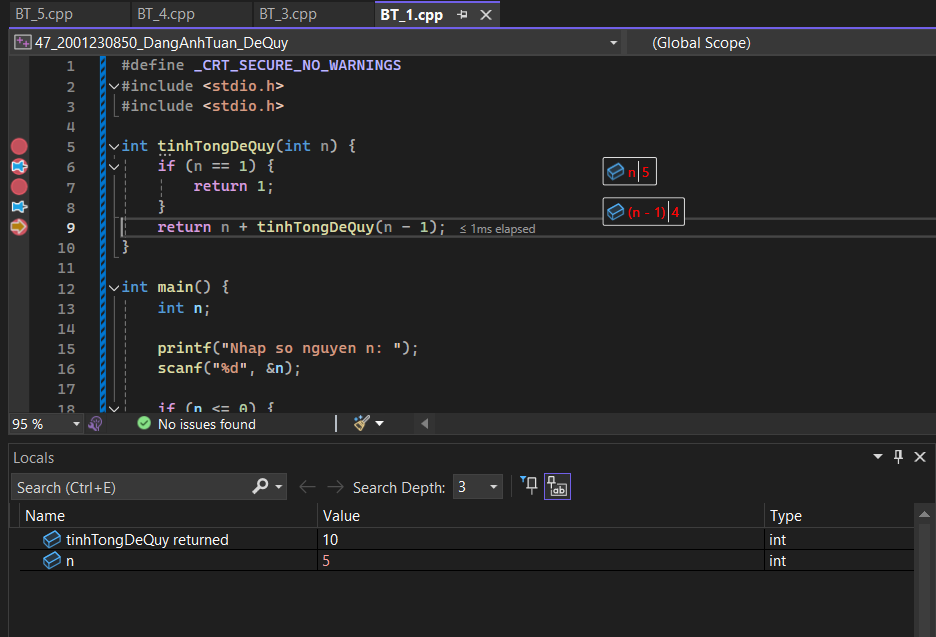 BT_5.cpp BT_4.cpp BT_3.cpp BT_1.cpp
47_2001230850_DangAnhTuan_DeQuy (Global Scope)
1 #define _CRT_SECURE_NO_WARNINGS
2 #include <stdio.h>
3 #include <stdio.h>
4
5 int tinhTongDeQuy(int n) {
6 if (n == 1) { n 5
7 return 1;
8 } (n - 1) 4
9 return n + tinhTongDeQuy(n - 1); ≤ 1ms elapsed
10 }
11
12 int main() {
13 int n;
14
15 printf("Nhap so nguyen n: ");
16 scanf("%d", &n);
17
18 if (n <= 0) {
95 % No issues found
Locals
Search (Ctrl+E) Search Depth: 3
Name Value Type
tinhTongDeQuy returned 10 int
n 5 int